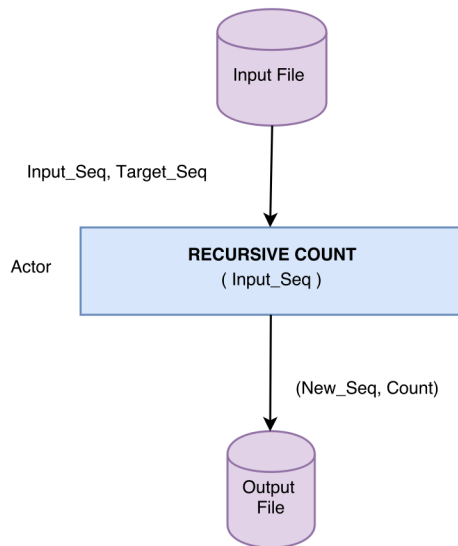 Input File
Input_Seq, Target_Seq
Actor
RECURSIVE COUNT
( Input_Seq )
(New_Seq, Count)
Output
File